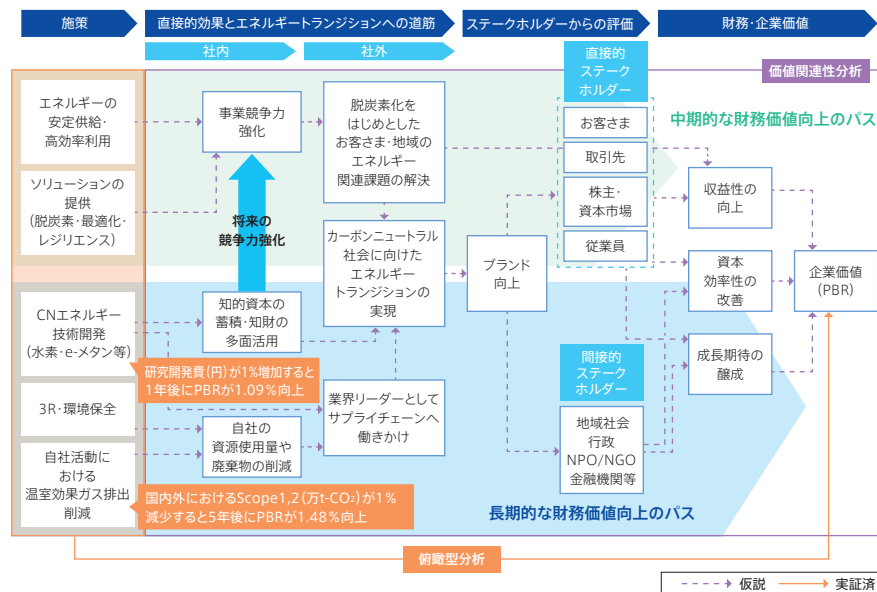 施策
直接的効果とエネルギートランジションへの道筋
ステークホルダーからの評価
財務・企業価値
社内
社外
直接的
ステーク
ホルダー
価値関連性分析
中期的な財務価値向上のパス
エネルギーの
安定供給・
高効率利用
ソリューションの
提供
(脱炭素・最適化・
レジリエンス)
事業競争力
強化
脱炭素化を
はじめとした
お客さま・地域の
エネルギー
関連課題の解決
お客さま
取引先
株主・
資本市場
従業員
収益性の
向上
将来の
競争力強化
カーボンニュートラル
社会に向けた
エネルギー
トランジションの
実現
ブランド
向上
資本
効率性の
改善
企業価値
(PBR)
CNエネルギー
技術開発
(水素・e-メタン等)
知的資本の
蓄積・知財の
多面活用
成長期待の
醸成
間接的
ステーク
ホルダー
研究開発費(円)が1%増加すると
1年後にPBRが1.09%向上
3R・環境保全
自社の
資源使用量や
廃棄物の削減
業界リーダーとして
サプライチェーンへ
働きかけ
地域社会
行政
NPO/NGO
金融機関等
自社活動に
おける
温室効果ガス排出
削減
国内外におけるScope1,2(万t-CO₂)が1%
減少すると5年後にPBRが1.48%向上
長期的な財務価値向上のパス
俯瞰型分析
仮説
実証済